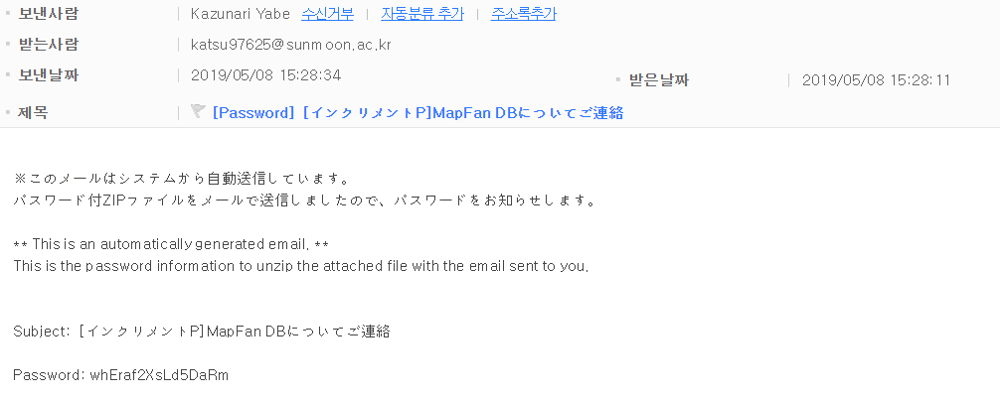 보낸사람 Kazunari Yabe 수신거부 자동분류 추가 주소록추가
받는사람 katsu97625@sunmoon.ac.kr
보낸날짜 2019/05/08 15:28:34 받은날짜 2019/05/08 15:28:11
제목 [Password] [インクリメントP]MapFan DBについてご連絡
※このメールはシステムから自動送信しています。
パスワード付ZIPファイルをメールで送信しましたので、パスワードをお知らせします。
** This is an automatically generated email. **
This is the password information to unzip the attached file with the email sent to you.
Subject: [インクリメントP]MapFan DBについてご連絡
Password: whEraf2XsLd5DaRm